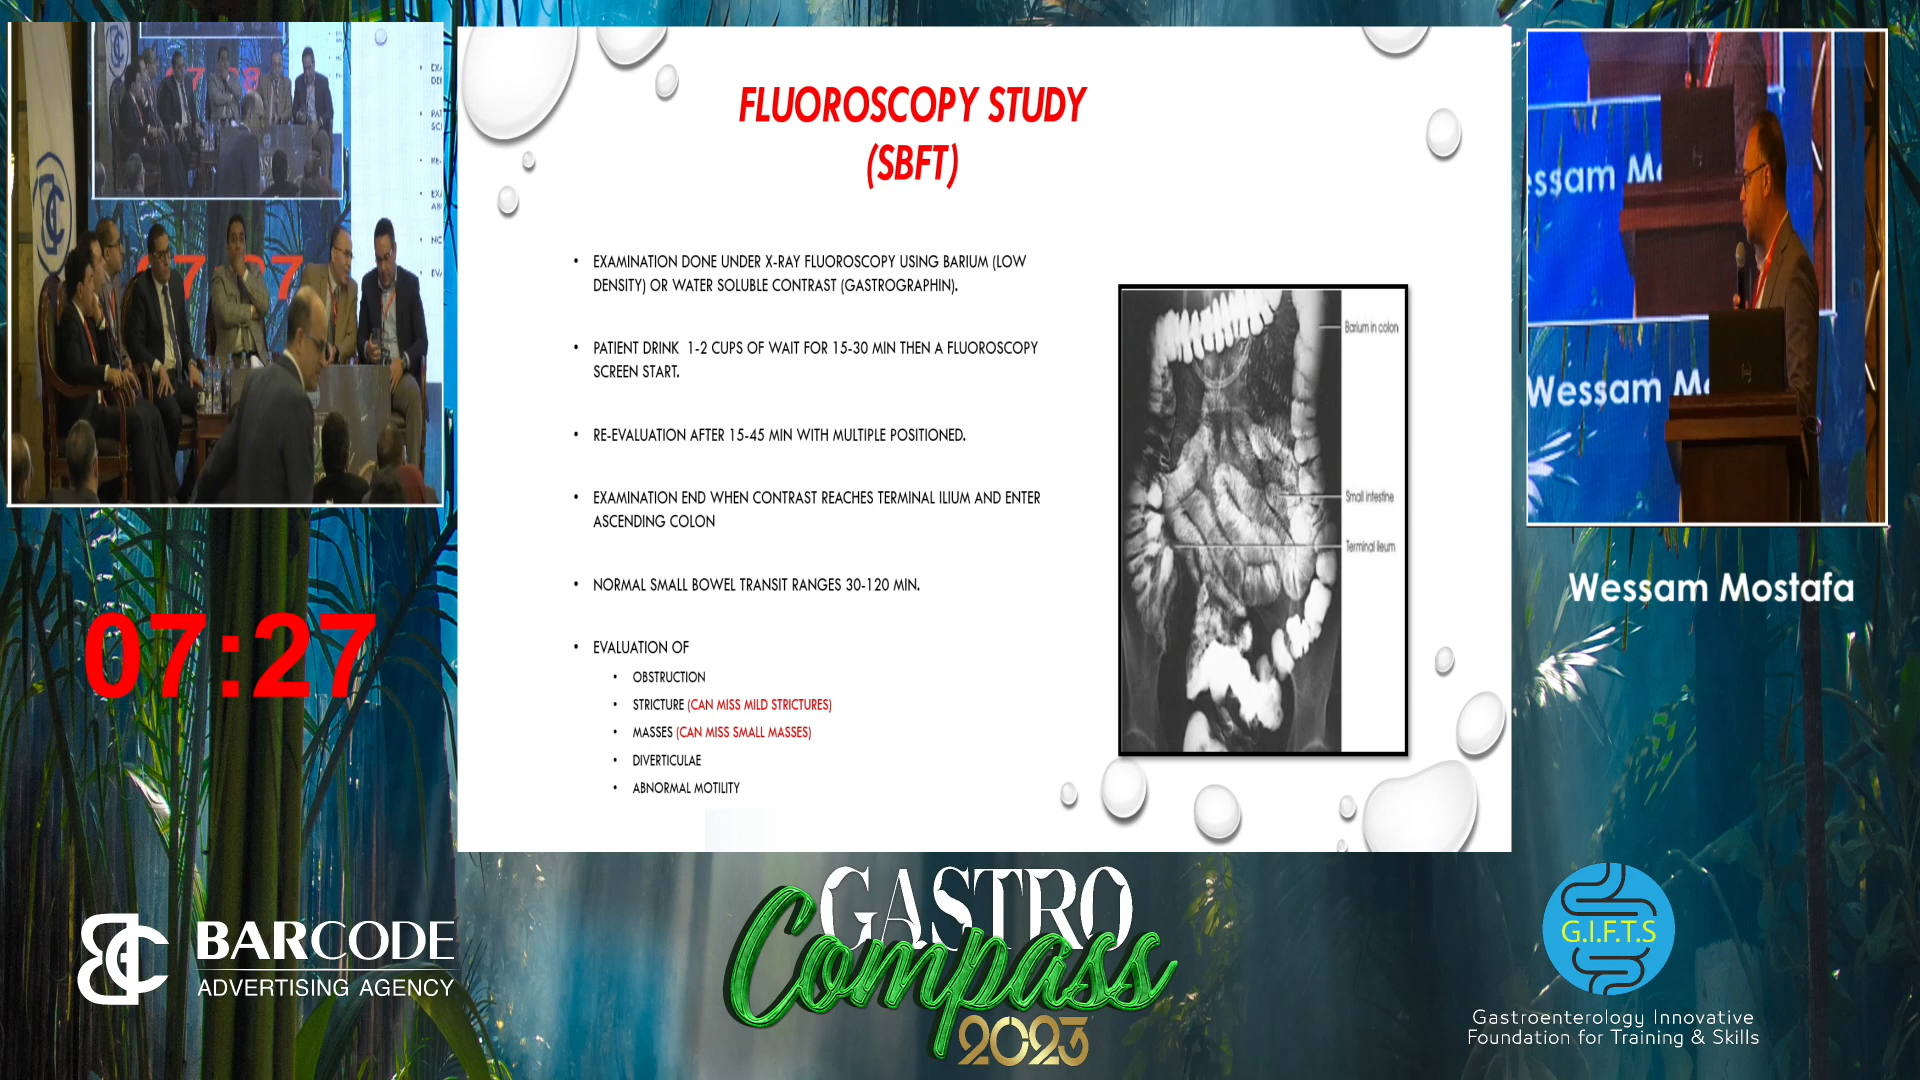 FLUOROSCOPY STUDY
(SBFT)
• EXAMINATION DONE UNDER X-RAY FLUOROSCOPY USING BARIUM (LOW
DENSITY) OR WATER SOLUBLE CONTRAST (GASTROGRAPHIN).
• PATIENT DRINK 1-2 CUPS OF WAIT FOR 15-30 MIN THEN A FLUOROSCOPY
SCREEN START.
• RE-EVALUATION AFTER 15-45 MIN WITH MULTIPLE POSITIONED.
• EXAMINATION END WHEN CONTRAST REACHES TERMINAL ILIUM AND ENTER
ASCENDING COLON
• NORMAL SMALL BOWEL TRANSIT RANGES 30-120 MIN.
• EVALUATION OF
• OBSTRUCTION
• STRICTURE (CAN MISS MILD STRICTURES)
• MASSES (CAN MISS SMALL MASSES)
• DIVERTICULAE
• ABNORMAL MOTILITY
Barium in colon
Small intestine
Terminal ileum
essam Mo
Wessam Mo
Wessam Mostafa
07:27
BARCODE
ADVERTISING AGENCY
GASTRO
Compass
2023
G.I.F.T.S
Gastroenterology Innovative
Foundation for Training & Skills